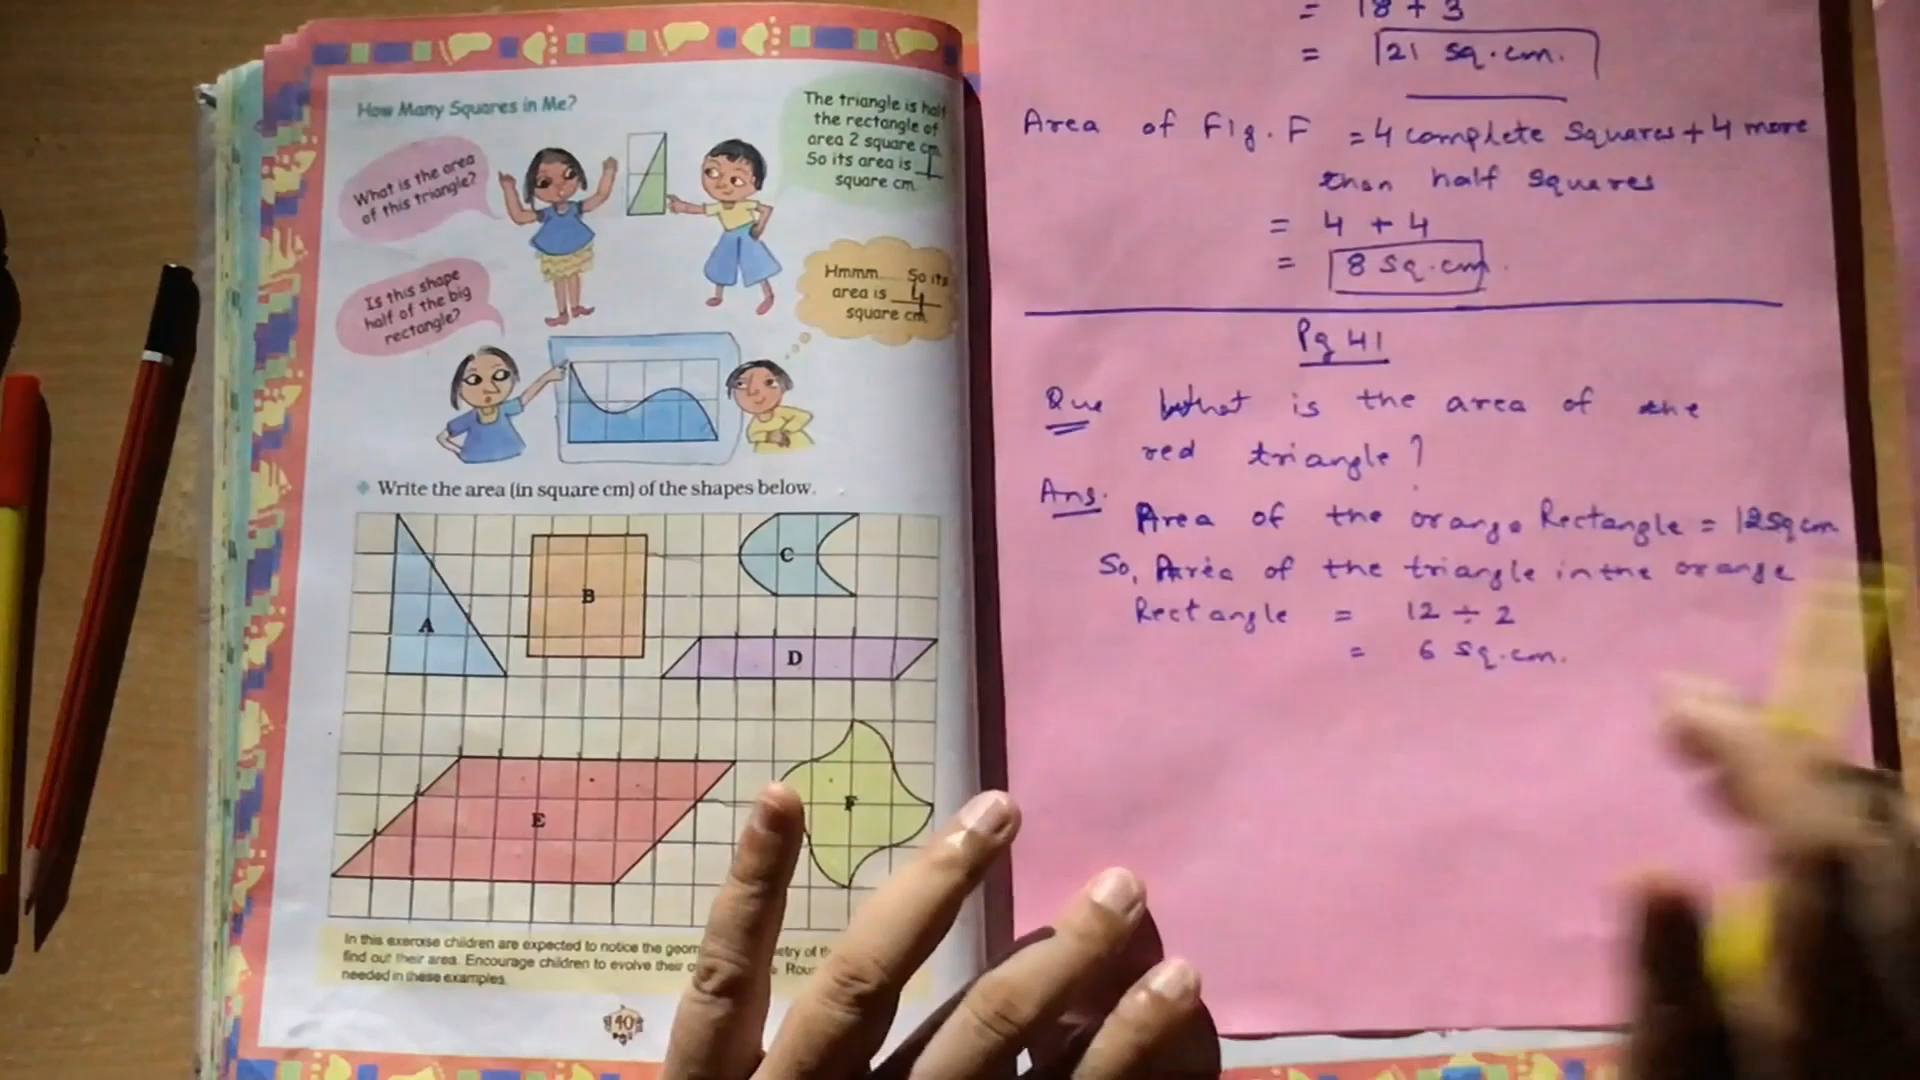 How Many Squares in Me?
What is the area
of this triangle?
The triangle is half
the rectangle of
area 2 square cm.
So its area is 1
square cm.
Is this shape
half of the big
rectangle?
Hmmm... So its
area is 4
square cm.
Write the area (in square cm) of the shapes below.
A
B
C
D
E
F
In this exercise children are expected to notice the
find out their area. Encourage children to evolve their
needed in these examples.
40
= 18 + 3
= 21 sq.cm.
Area of Fig. F = 4 complete Squares + 4 more
than half squares
= 4 + 4
= 8 sq.cm.
Pg 41
Que What is the area of the
red triangle?
Ans.
Area of the orange Rectangle = 12sqcm
So, Area of the triangle in the orange
Rectangle = 12 ÷ 2
= 6 sq.cm.